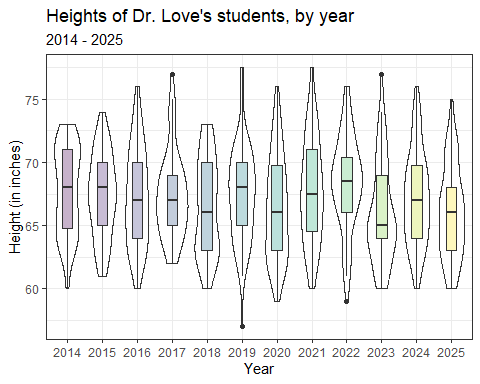 Heights of Dr. Love's students, by year
2014 - 2025
Height (in inches)
75
70
65
60
2014 2015 2016 2017 2018 2019 2020 2021 2022 2023 2024 2025
Year